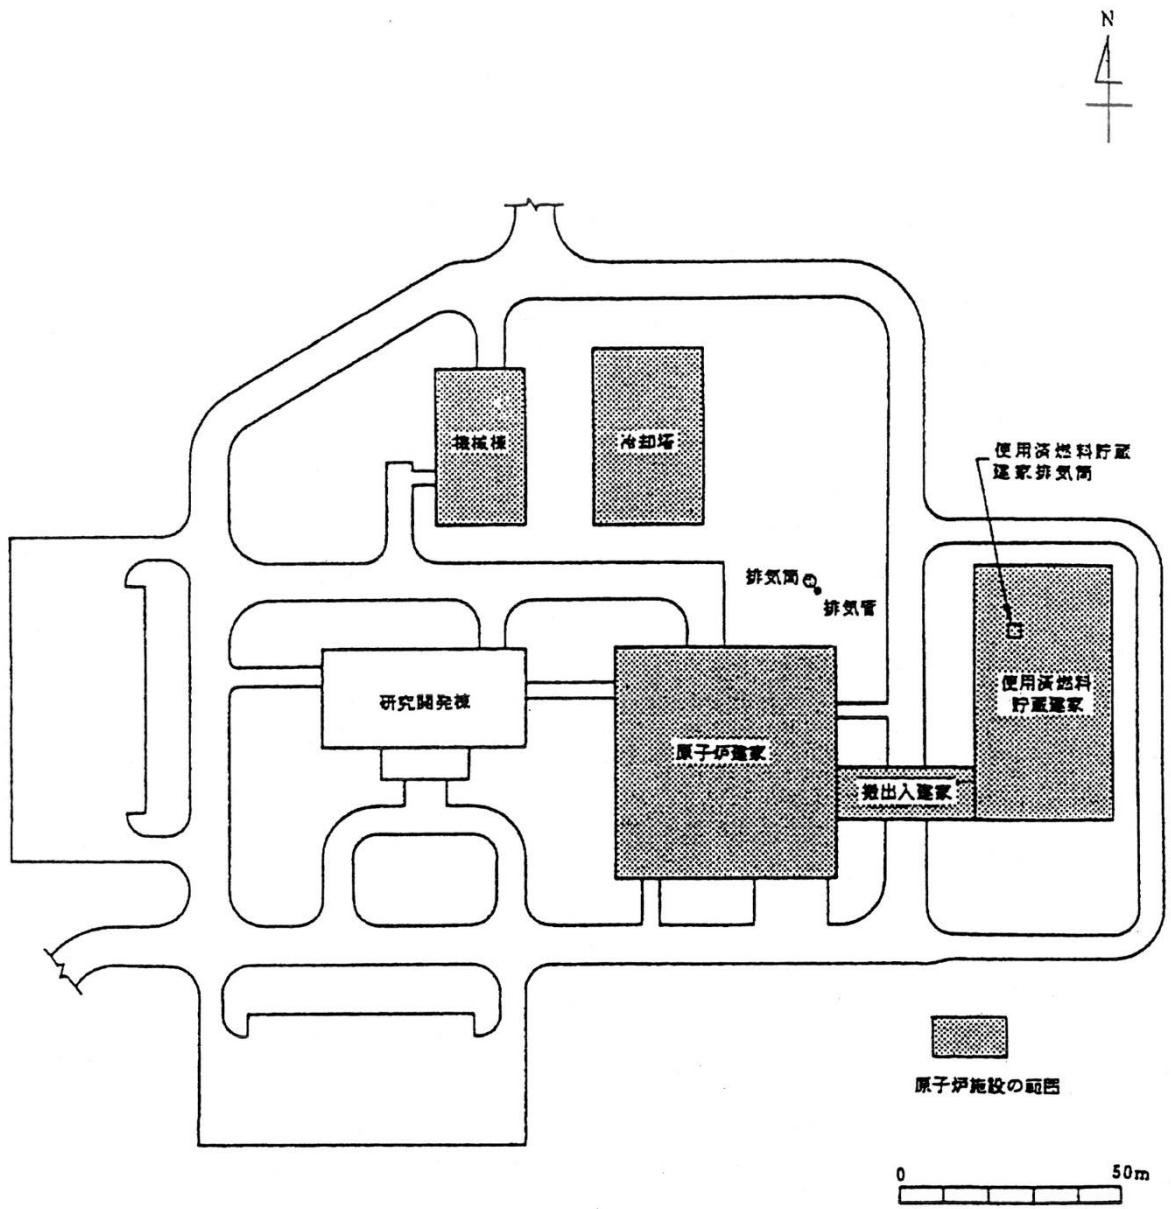 N
機械棟
冷却塔
使用済燃料貯蔵
建家排気筒
排気筒
排気管
使用済燃料
貯蔵建家
研究開発棟
原子炉建家
搬出入建家
原子炉施設の範囲
0
50m